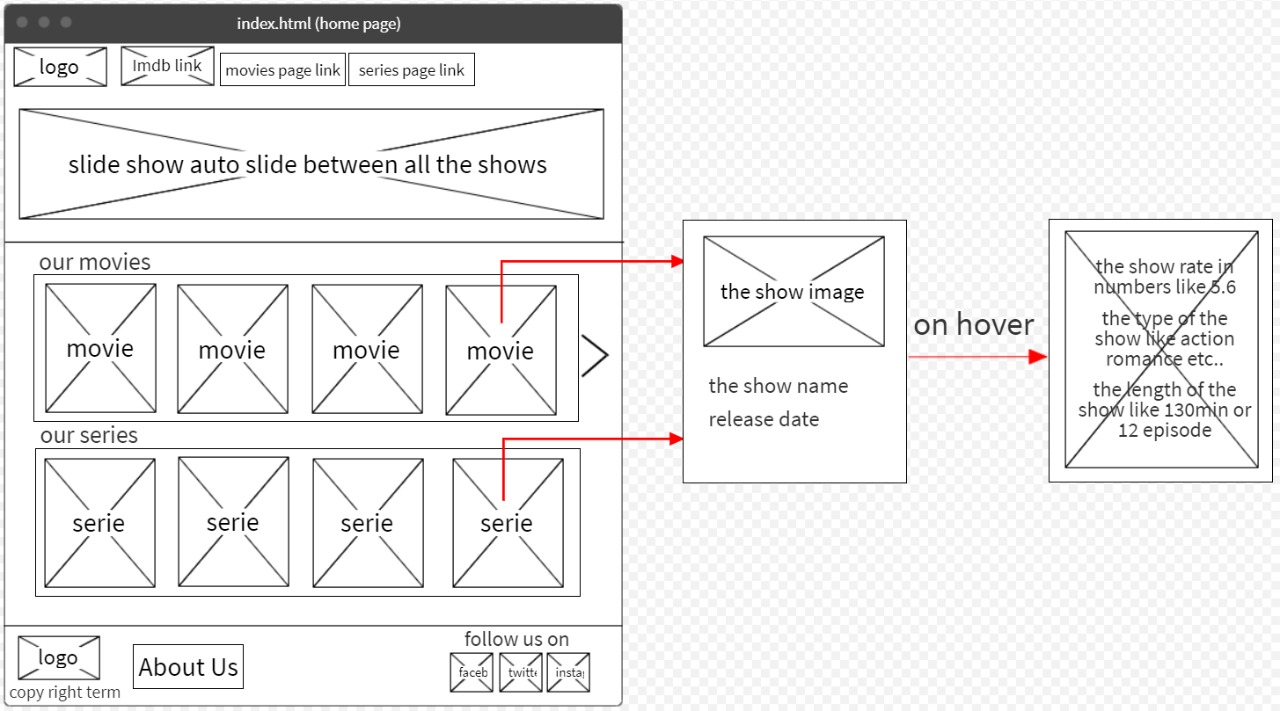 index.html (home page)
logo
Imdb link
movies page link
series page link
slide show auto slide between all the shows
our movies
movie
movie
movie
movie
our series
serie
serie
serie
serie
logo
copy right term
About Us
follow us on
faceb
twitt
insta
the show image
the show name
release date
on hover
the show rate in
numbers like 5.6
the type of the
show like action
romance etc..
the length of the
show like 130min or
12 episode